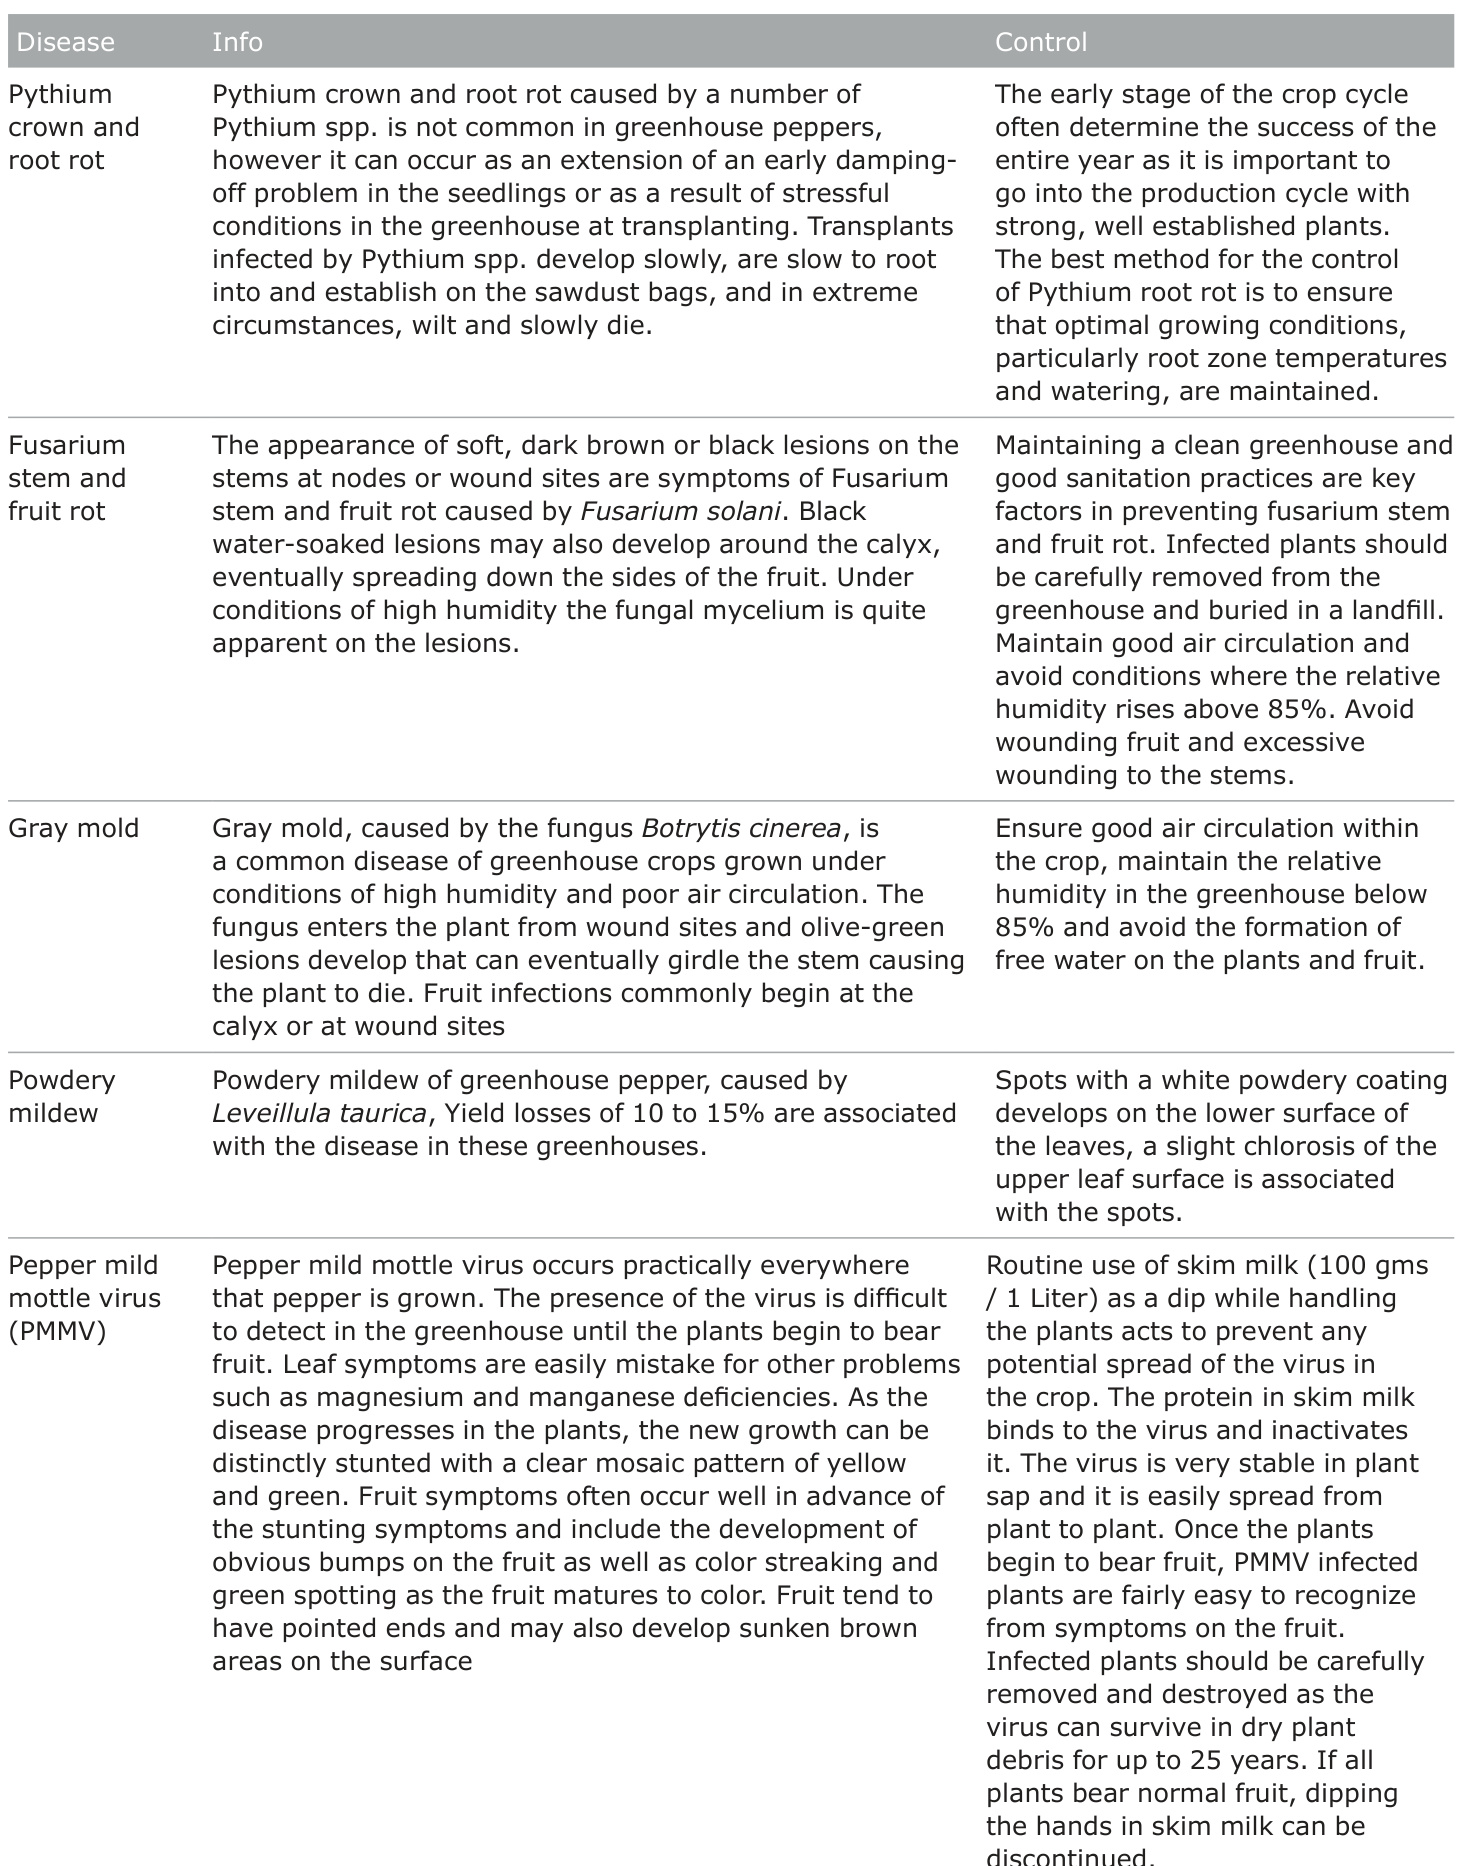 Disease Info Control
Pythium
crown and
root rot
Pythium crown and root rot caused by a number of
Pythium spp. is not common in greenhouse peppers,
however it can occur as an extension of an early damping-
off problem in the seedlings or as a result of stressful
conditions in the greenhouse at transplanting. Transplants
infected by Pythium spp. develop slowly, are slow to root
into and establish on the sawdust bags, and in extreme
circumstances, wilt and slowly die.
The early stage of the crop cycle
often determine the success of the
entire year as it is important to
go into the production cycle with
strong, well established plants.
The best method for the control
of Pythium root rot is to ensure
that optimal growing conditions,
particularly root zone temperatures
and watering, are maintained.
Fusarium
stem and
fruit rot
The appearance of soft, dark brown or black lesions on the
stems at nodes or wound sites are symptoms of Fusarium
stem and fruit rot caused by Fusarium solani. Black
water-soaked lesions may also develop around the calyx,
eventually spreading down the sides of the fruit. Under
conditions of high humidity the fungal mycelium is quite
apparent on the lesions.
Maintaining a clean greenhouse and
good sanitation practices are key
factors in preventing fusarium stem
and fruit rot. Infected plants should
be carefully removed from the
greenhouse and buried in a landfill.
Maintain good air circulation and
avoid conditions where the relative
humidity rises above 85%. Avoid
wounding fruit and excessive
wounding to the stems.
Gray mold
Gray mold, caused by the fungus Botrytis cinerea, is
a common disease of greenhouse crops grown under
conditions of high humidity and poor air circulation. The
fungus enters the plant from wound sites and olive-green
lesions develop that can eventually girdle the stem causing
the plant to die. Fruit infections commonly begin at the
calyx or at wound sites
Ensure good air circulation within
the crop, maintain the relative
humidity in the greenhouse below
85% and avoid the formation of
free water on the plants and fruit.
Powdery
mildew
Powdery mildew of greenhouse pepper, caused by
Leveillula taurica, Yield losses of 10 to 15% are associated
with the disease in these greenhouses.
Spots with a white powdery coating
develops on the lower surface of
the leaves, a slight chlorosis of the
upper leaf surface is associated
with the spots.
Pepper mild
mottle virus
(PMMV)
Pepper mild mottle virus occurs practically everywhere
that pepper is grown. The presence of the virus is difficult
to detect in the greenhouse until the plants begin to bear
fruit. Leaf symptoms are easily mistake for other problems
such as magnesium and manganese deficiencies. As the
disease progresses in the plants, the new growth can be
distinctly stunted with a clear mosaic pattern of yellow
and green. Fruit symptoms often occur well in advance of
the stunting symptoms and include the development of
obvious bumps on the fruit as well as color streaking and
green spotting as the fruit matures to color. Fruit tend to
have pointed ends and may also develop sunken brown
areas on the surface
Routine use of skim milk (100 gms
/ 1 Liter) as a dip while handling
the plants acts to prevent any
potential spread of the virus in
the crop. The protein in skim milk
binds to the virus and inactivates
it. The virus is very stable in plant
sap and it is easily spread from
plant to plant. Once the plants
begin to bear fruit, PMMV infected
plants are fairly easy to recognize
from symptoms on the fruit.
Infected plants should be carefully
removed and destroyed as the
virus can survive in dry plant
debris for up to 25 years. If all
plants bear normal fruit, dipping
the hands in skim milk can be
discontinued.